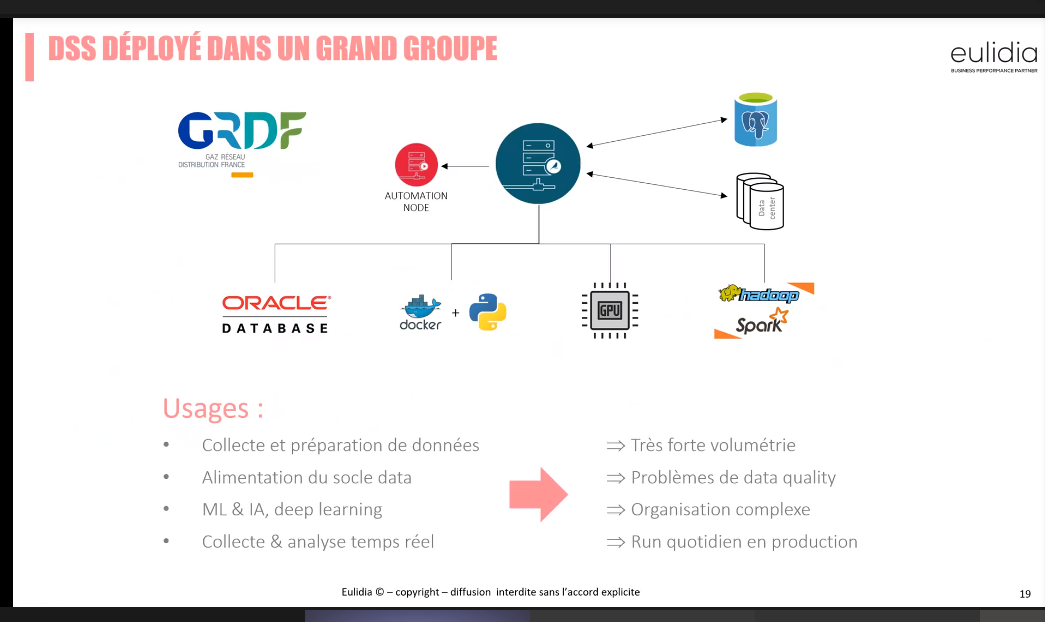 DSS DÉPLOYÉ DANS UN GRAND GROUPE
eulidia
BUSINESS PERFORMANCE PARTNER
GRDF
GAZ RÉSEAU
DISTRIBUTION FRANCE
AUTOMATION
NODE
Data
center
ORACLE®
DATABASE
docker
+
GPU
hadoop
Spark
Usages :
• Collecte et préparation de données
• Alimentation du socle data
• ML & IA, deep learning
• Collecte & analyse temps réel
⇒ Très forte volumétrie
⇒ Problèmes de data quality
⇒ Organisation complexe
⇒ Run quotidien en production
Eulidia © – copyright – diffusion interdite sans l’accord explicite
19